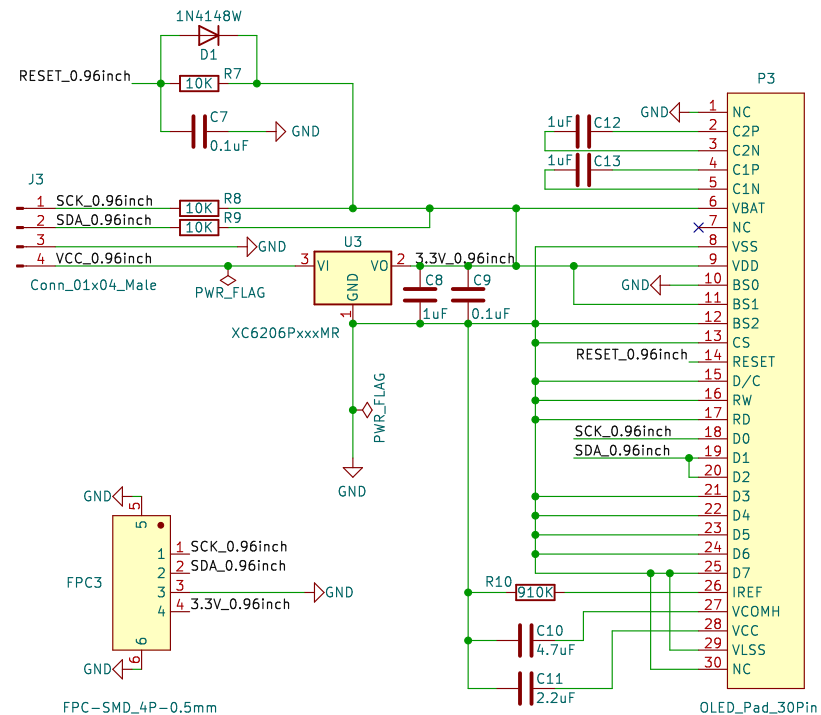 1N4148W
D1
RESET_0.96inch
R7
10K
C7
0.1uF
GND
J3
1 SCK_0.96inch
R8
10K
2 SDA_0.96inch
R9
10K
3
GND
4 VCC_0.96inch
PWR_FLAG
Conn_01x04_Male
U3
3 VI VO 2
GND
1
XC6206PxxxMR
3.3V_0.96inch
C8
1uF
C9
0.1uF
PWR_FLAG
GND
P3
GND
1uF C12
1uF C13
GND
RESET_0.96inch
SCK_0.96inch
SDA_0.96inch
1 NC
2 C2P
3 C2N
4 C1P
5 C1N
6 VBAT
7 NC
8 VSS
9 VDD
10 BS0
11 BS1
12 BS2
13 CS
14 RESET
15 D/C
16 RW
17 RD
18 D0
19 D1
20 D2
21 D3
22 D4
23 D5
24 D6
25 D7
26 IREF
27 VCOMH
28 VCC
29 VLSS
30 NC
OLED_Pad_30Pin
R10
910K
C10
4.7uF
C11
2.2uF
GND
5
5
1 1 SCK_0.96inch
2 2 SDA_0.96inch
FPC3
3 3
GND
4 4 3.3V_0.96inch
6
6
GND
FPC-SMD_4P-0.5mm